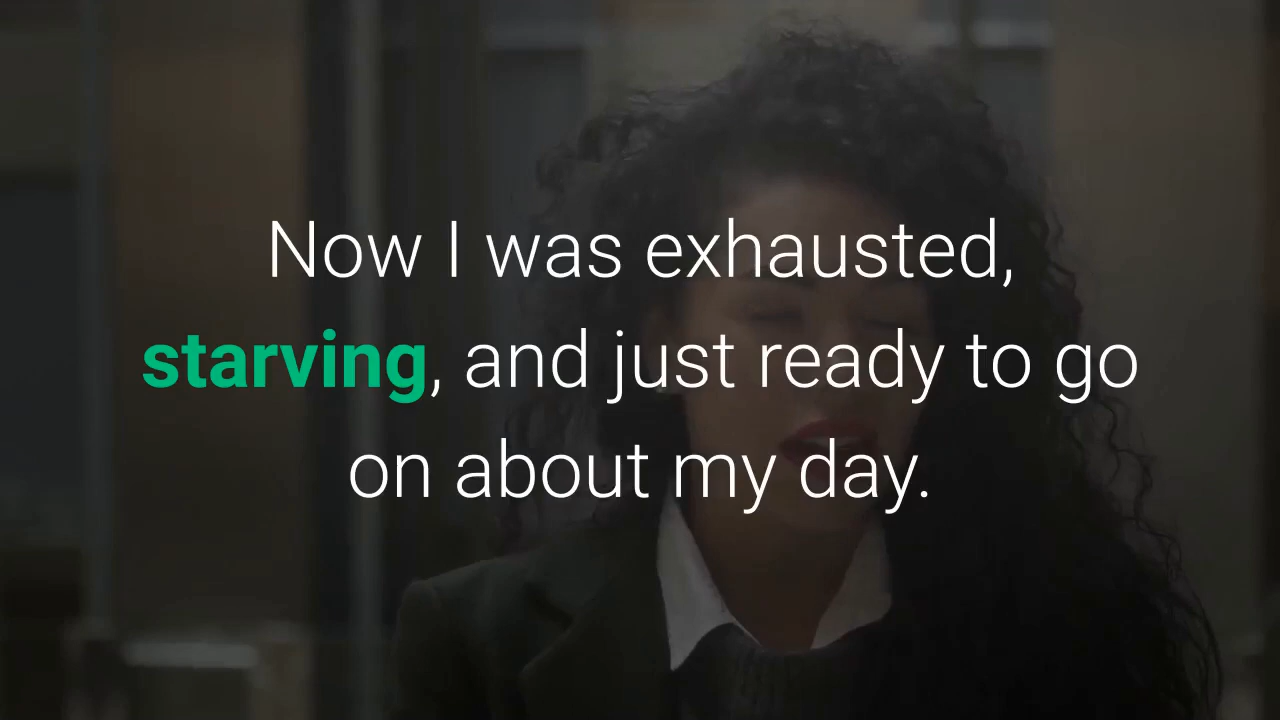 Now I was exhausted,
starving, and just ready to go
on about my day.